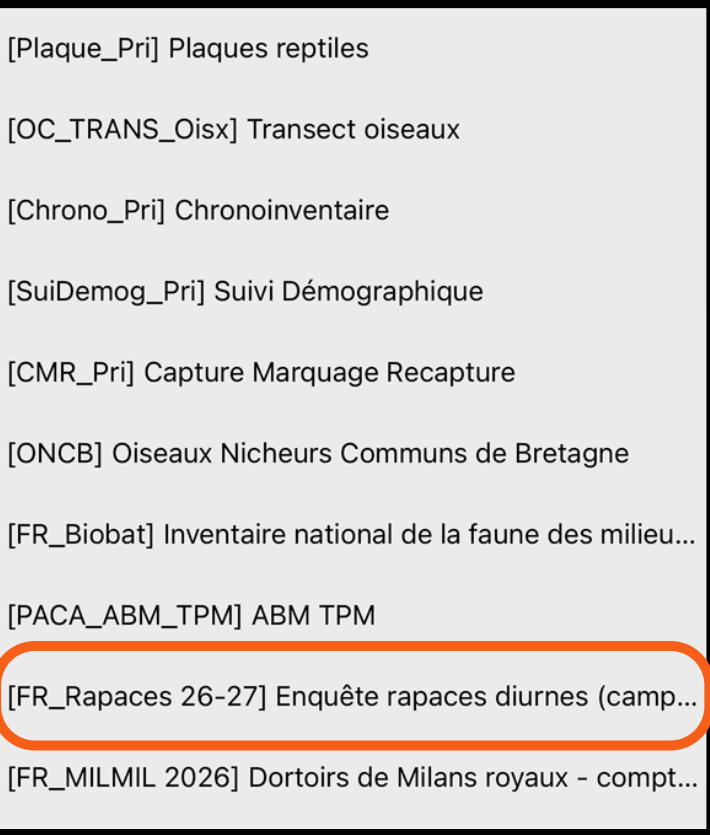 [Plaque_Pri] Plaques reptiles
[OC_TRANS_Oisx] Transect oiseaux
[Chrono_Pri] Chronoinventaire
[SuiDemog_Pri] Suivi Démographique
[CMR_Pri] Capture Marquage Recapture
[ONCB] Oiseaux Nicheurs Communs de Bretagne
[FR_Biobat] Inventaire national de la faune des milieu...
[PACA_ABM_TPM] ABM TPM
[FR_Rapaces 26-27] Enquête rapaces diurnes (camp...
[FR_MILMIL 2026] Dortoirs de Milans royaux - compt...